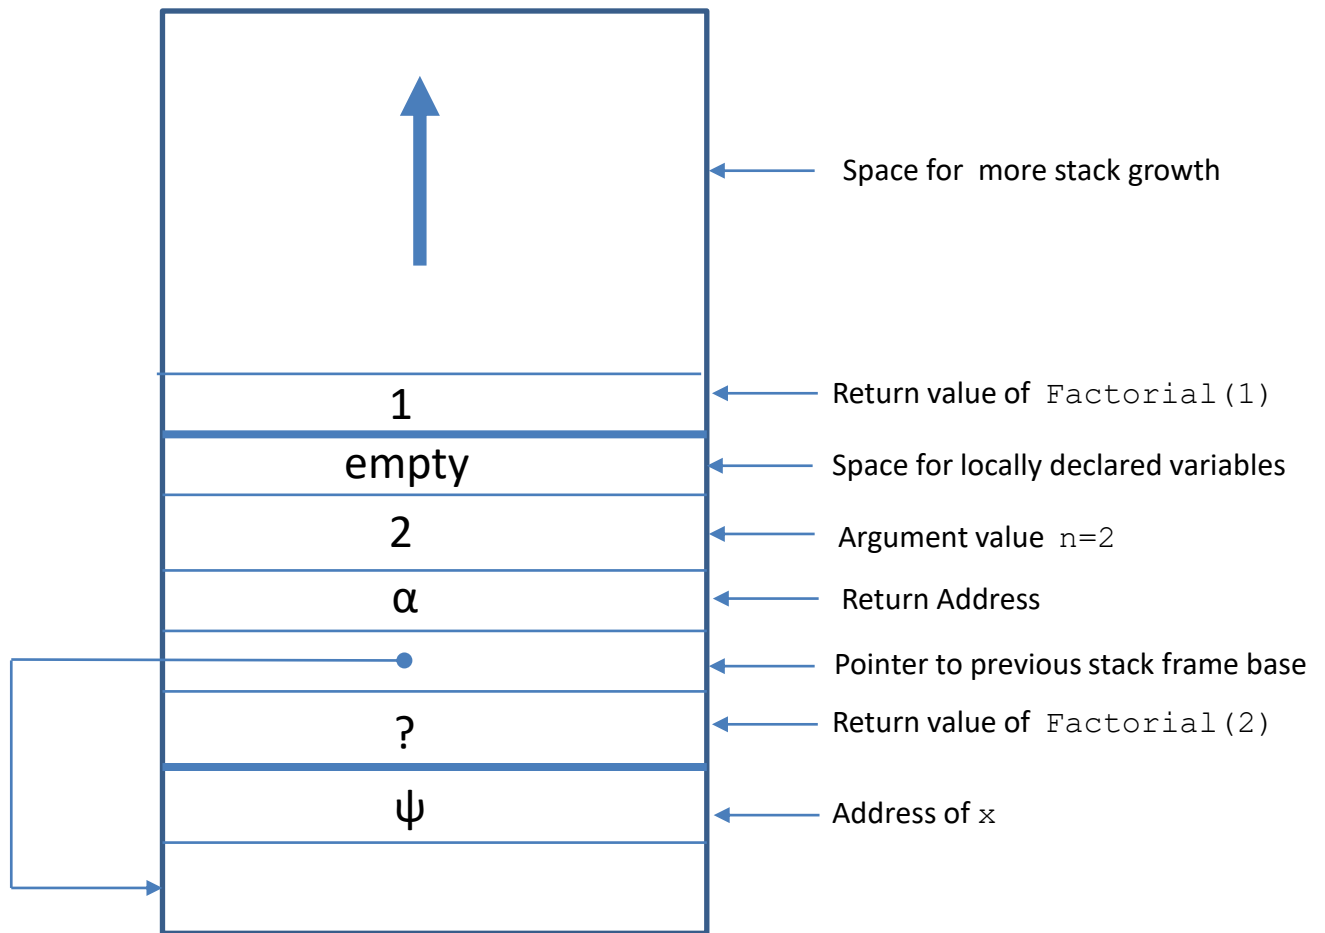 Space for  more stack growth
1
Return value of  Factorial(1)
empty
Space for locally declared variables
2
Argument value  n=2
α
Return Address
Pointer to previous stack frame base
?
Return value of  Factorial(2)
ψ
Address of x